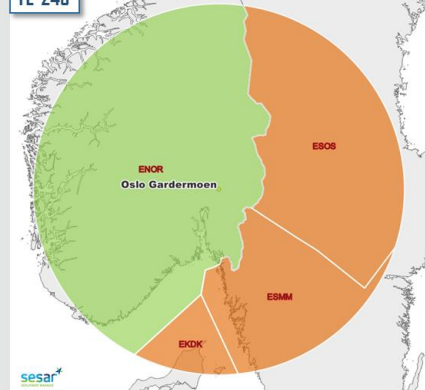 FL 240
ENOR
Oslo Gardermoen
ESOS
ESMM
EKDK
sesar